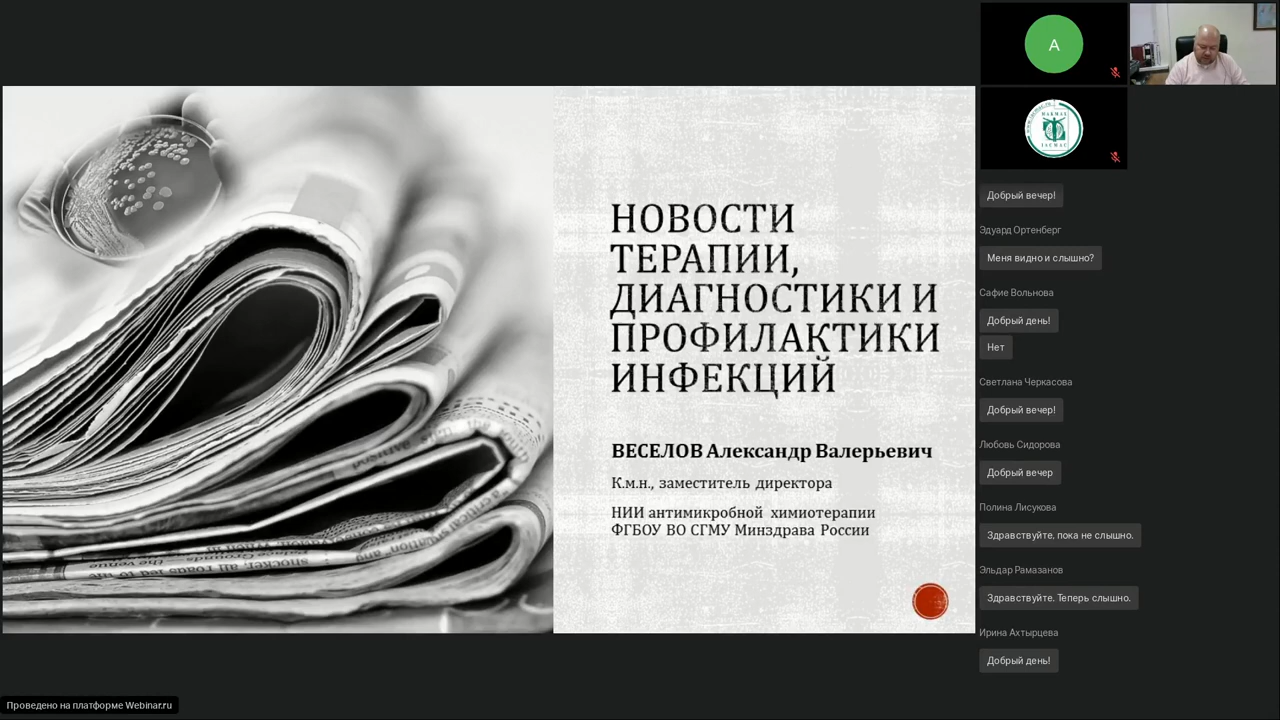 НОВОСТИ
ТЕРАПИИ,
ДИАГНОСТИКИ И
ПРОФИЛАКТИКИ
ИНФЕКЦИЙ
ВЕСЕЛОВ Александр Валерьевич
К.м.н., заместитель директора
НИИ антимикробной химиотерапии
ФГБОУ ВО СГМУ Минздрава России
A
Добрый вечер!
Эдуард Ортенберг
Меня видно и слышно?
Сафие Вольнова
Добрый день!
Нет
Светлана Черкасова
Добрый вечер!
Любовь Сидорова
Добрый вечер
Полина Лисукова
Здравствуйте. пока не слышно.
Эльдар Рамазанов
Здравствуйте. Теперь слышно.
Ирина Ахтырцева
Добрый день!
Проведено на платформе Webinar.ru